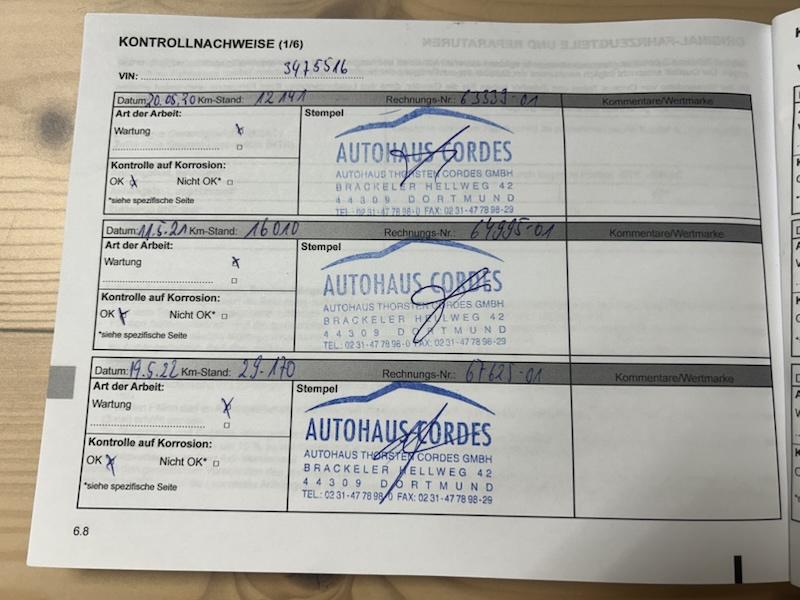 KONTROLLNACHWEISE (1/6)
VIN: 3475516
Datum: 20.05.20 Km-Stand: 12141 Rechnungs-Nr.: 63339-01 Kommentare/Wertmarke
Art der Arbeit: Stempel
Wartung x
Kontrolle auf Korrosion:
OK x Nicht OK* □
*siehe spezifische Seite
AUTOHAUS CORDES
AUTOHAUS THORSTEN CORDES GMBH
BRACKELER HELLWEG 42
44309 DORTMUND
TEL.: 02 31-47 78 98-0 FAX: 02 31-47 78 98-29
Datum: 11.5.21 Km-Stand: 16010 Rechnungs-Nr.: 64995-01 Kommentare/Wertmarke
Art der Arbeit: Stempel
Wartung x
Kontrolle auf Korrosion:
OK x Nicht OK* □
*siehe spezifische Seite
AUTOHAUS CORDES
AUTOHAUS THORSTEN CORDES GMBH
BRACKELER HELLWEG 42
44309 DORTMUND
TEL.: 02 31-47 78 96-0 FAX: 02 31-47 78 98-29
Datum: 19.5.22 Km-Stand: 29.170 Rechnungs-Nr.: 67625-01 Kommentare/Wertmarke
Art der Arbeit: Stempel
Wartung x
Kontrolle auf Korrosion:
OK x Nicht OK* □
*siehe spezifische Seite
AUTOHAUS CORDES
AUTOHAUS THORSTEN CORDES GMBH
BRACKELER HELLWEG 42
44309 DORTMUND
TEL.: 02 31-47 78 98-0 FAX: 02 31-47 78 98-29
6.8